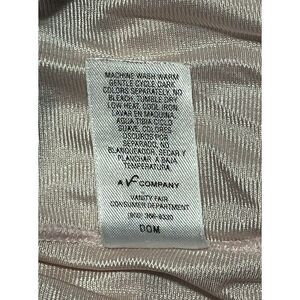 MACHINE WASH WARM
GENTLE CYCLE, DARK
COLORS SEPARATELY, NO
BLEACH, TUMBLE DRY
LOW HEAT, COOL IRON.
LAVAR EN MAQUINA,
AGUA TIBIA CICLO
SUAVE, COLORES
OSCUROS POR
SEPARADO, NO
BLANQUEADOR, SECAR Y
PLANCHAR A BAJA
TEMPERATURA.
A VF COMPANY
VANITY FAIR
CONSUMER DEPARTMENT
DOM